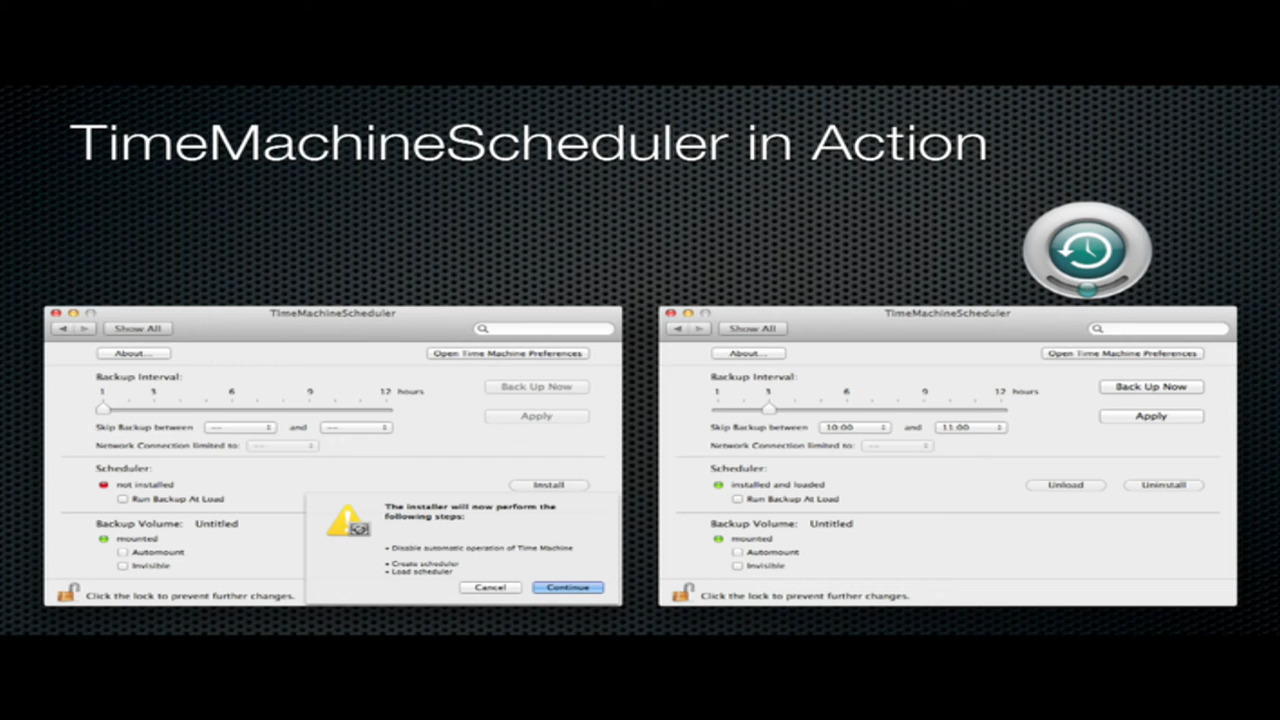 TimeMachineScheduler in Action
TimeMachineScheduler
Show All
About...
Open Time Machine Preferences
Backup Interval:
1 3 6 9 12 hours
Back Up Now
Apply
Skip Backup between -- and --
Network Connection limited to: --
Scheduler:
not installed
Install
Run Backup At Load
Backup Volume: Untitled
mounted
Automount
Invisible
Click the lock to prevent further changes.
The installer will now perform the
following steps:
• Disable automatic operation of Time Machine
• Create scheduler
• Load scheduler
Cancel
Continue
TimeMachineScheduler
Show All
About...
Open Time Machine Preferences
Backup Interval:
1 3 6 9 12 hours
Back Up Now
Apply
Skip Backup between 10:00 and 11:00
Network Connection limited to: --
Scheduler:
installed and loaded
Unload
Uninstall
Run Backup At Load
Backup Volume: Untitled
mounted
Automount
Invisible
Click the lock to prevent further changes.